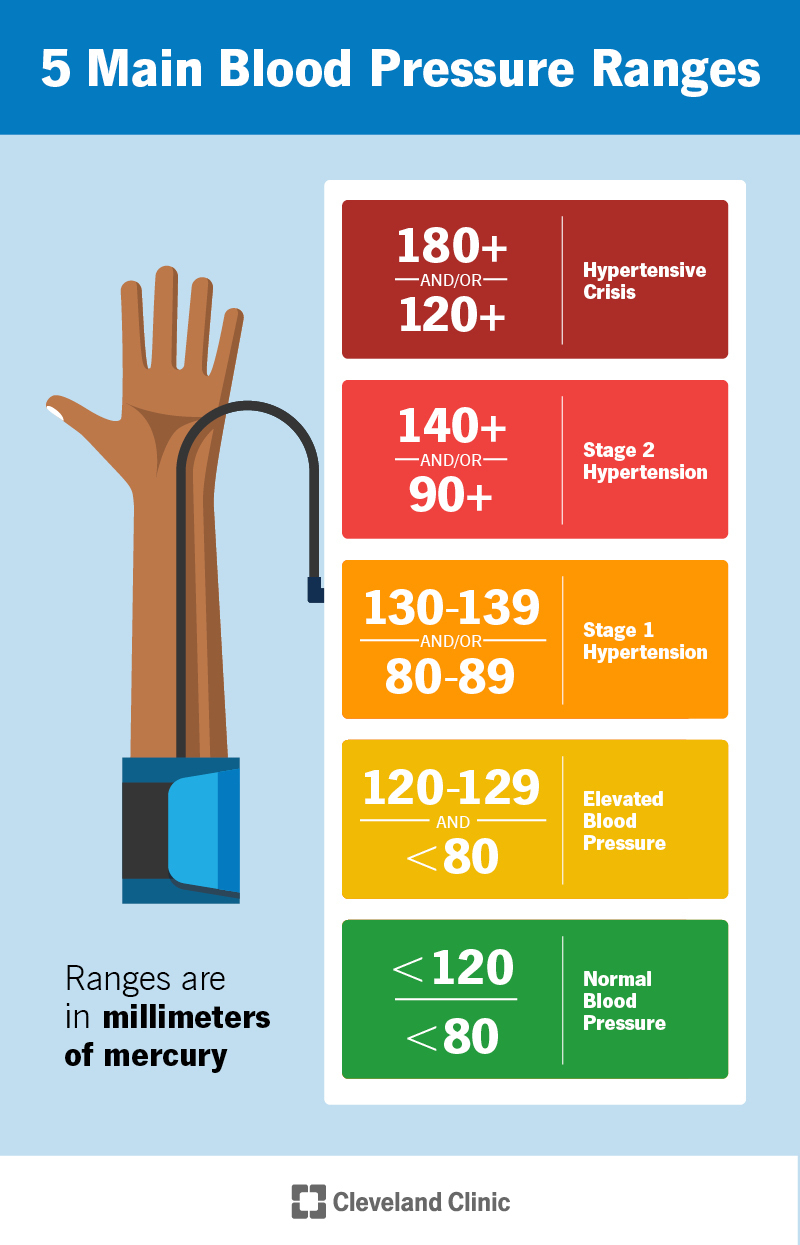 5 Main Blood Pressure Ranges
180+
AND/OR
120+
Hypertensive
Crisis
140+
AND/OR
90+
Stage 2
Hypertension
130-139
AND/OR
80-89
Stage 1
Hypertension
120-129
AND
<80
Elevated
Blood
Pressure
<120
<80
Normal
Blood
Pressure
Ranges are
in millimeters
of mercury
Cleveland Clinic